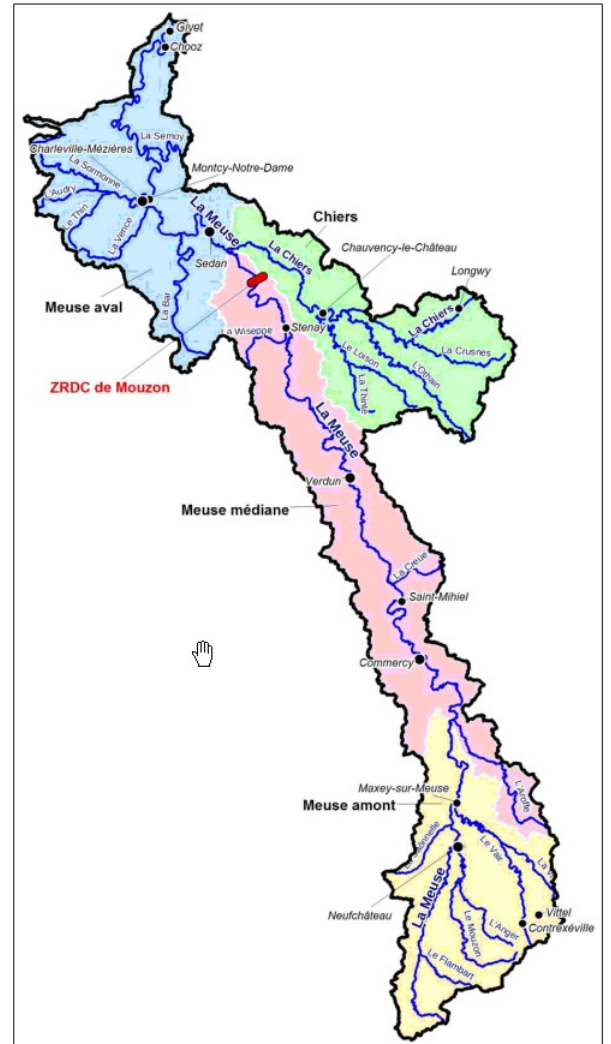 Givet
Chooz
La Semoy
Charleville-Mézières
La Sormonne
Montcy-Notre-Dame
L'Audry
Le Thin
La Vence
La Meuse
Chiers
La Chiers
Chauvency-le-Château
Sedan
Longwy
Meuse aval
La Bar
La Chiers
La Wiseppe
Stenay
La Crusnes
Le Loison
L'Othain
La Thinte
ZRDC de Mouzon
La Meuse
Verdun
Meuse médiane
La Creüe
Saint-Mihiel
Commercy
L'Aroffe
Maxey-sur-Meuse
Meuse amont
Le Vair
La Meuse
Neufchâteau
Vittel
Contrexéville
L'Anger
Le Mouzon
Le Flambart